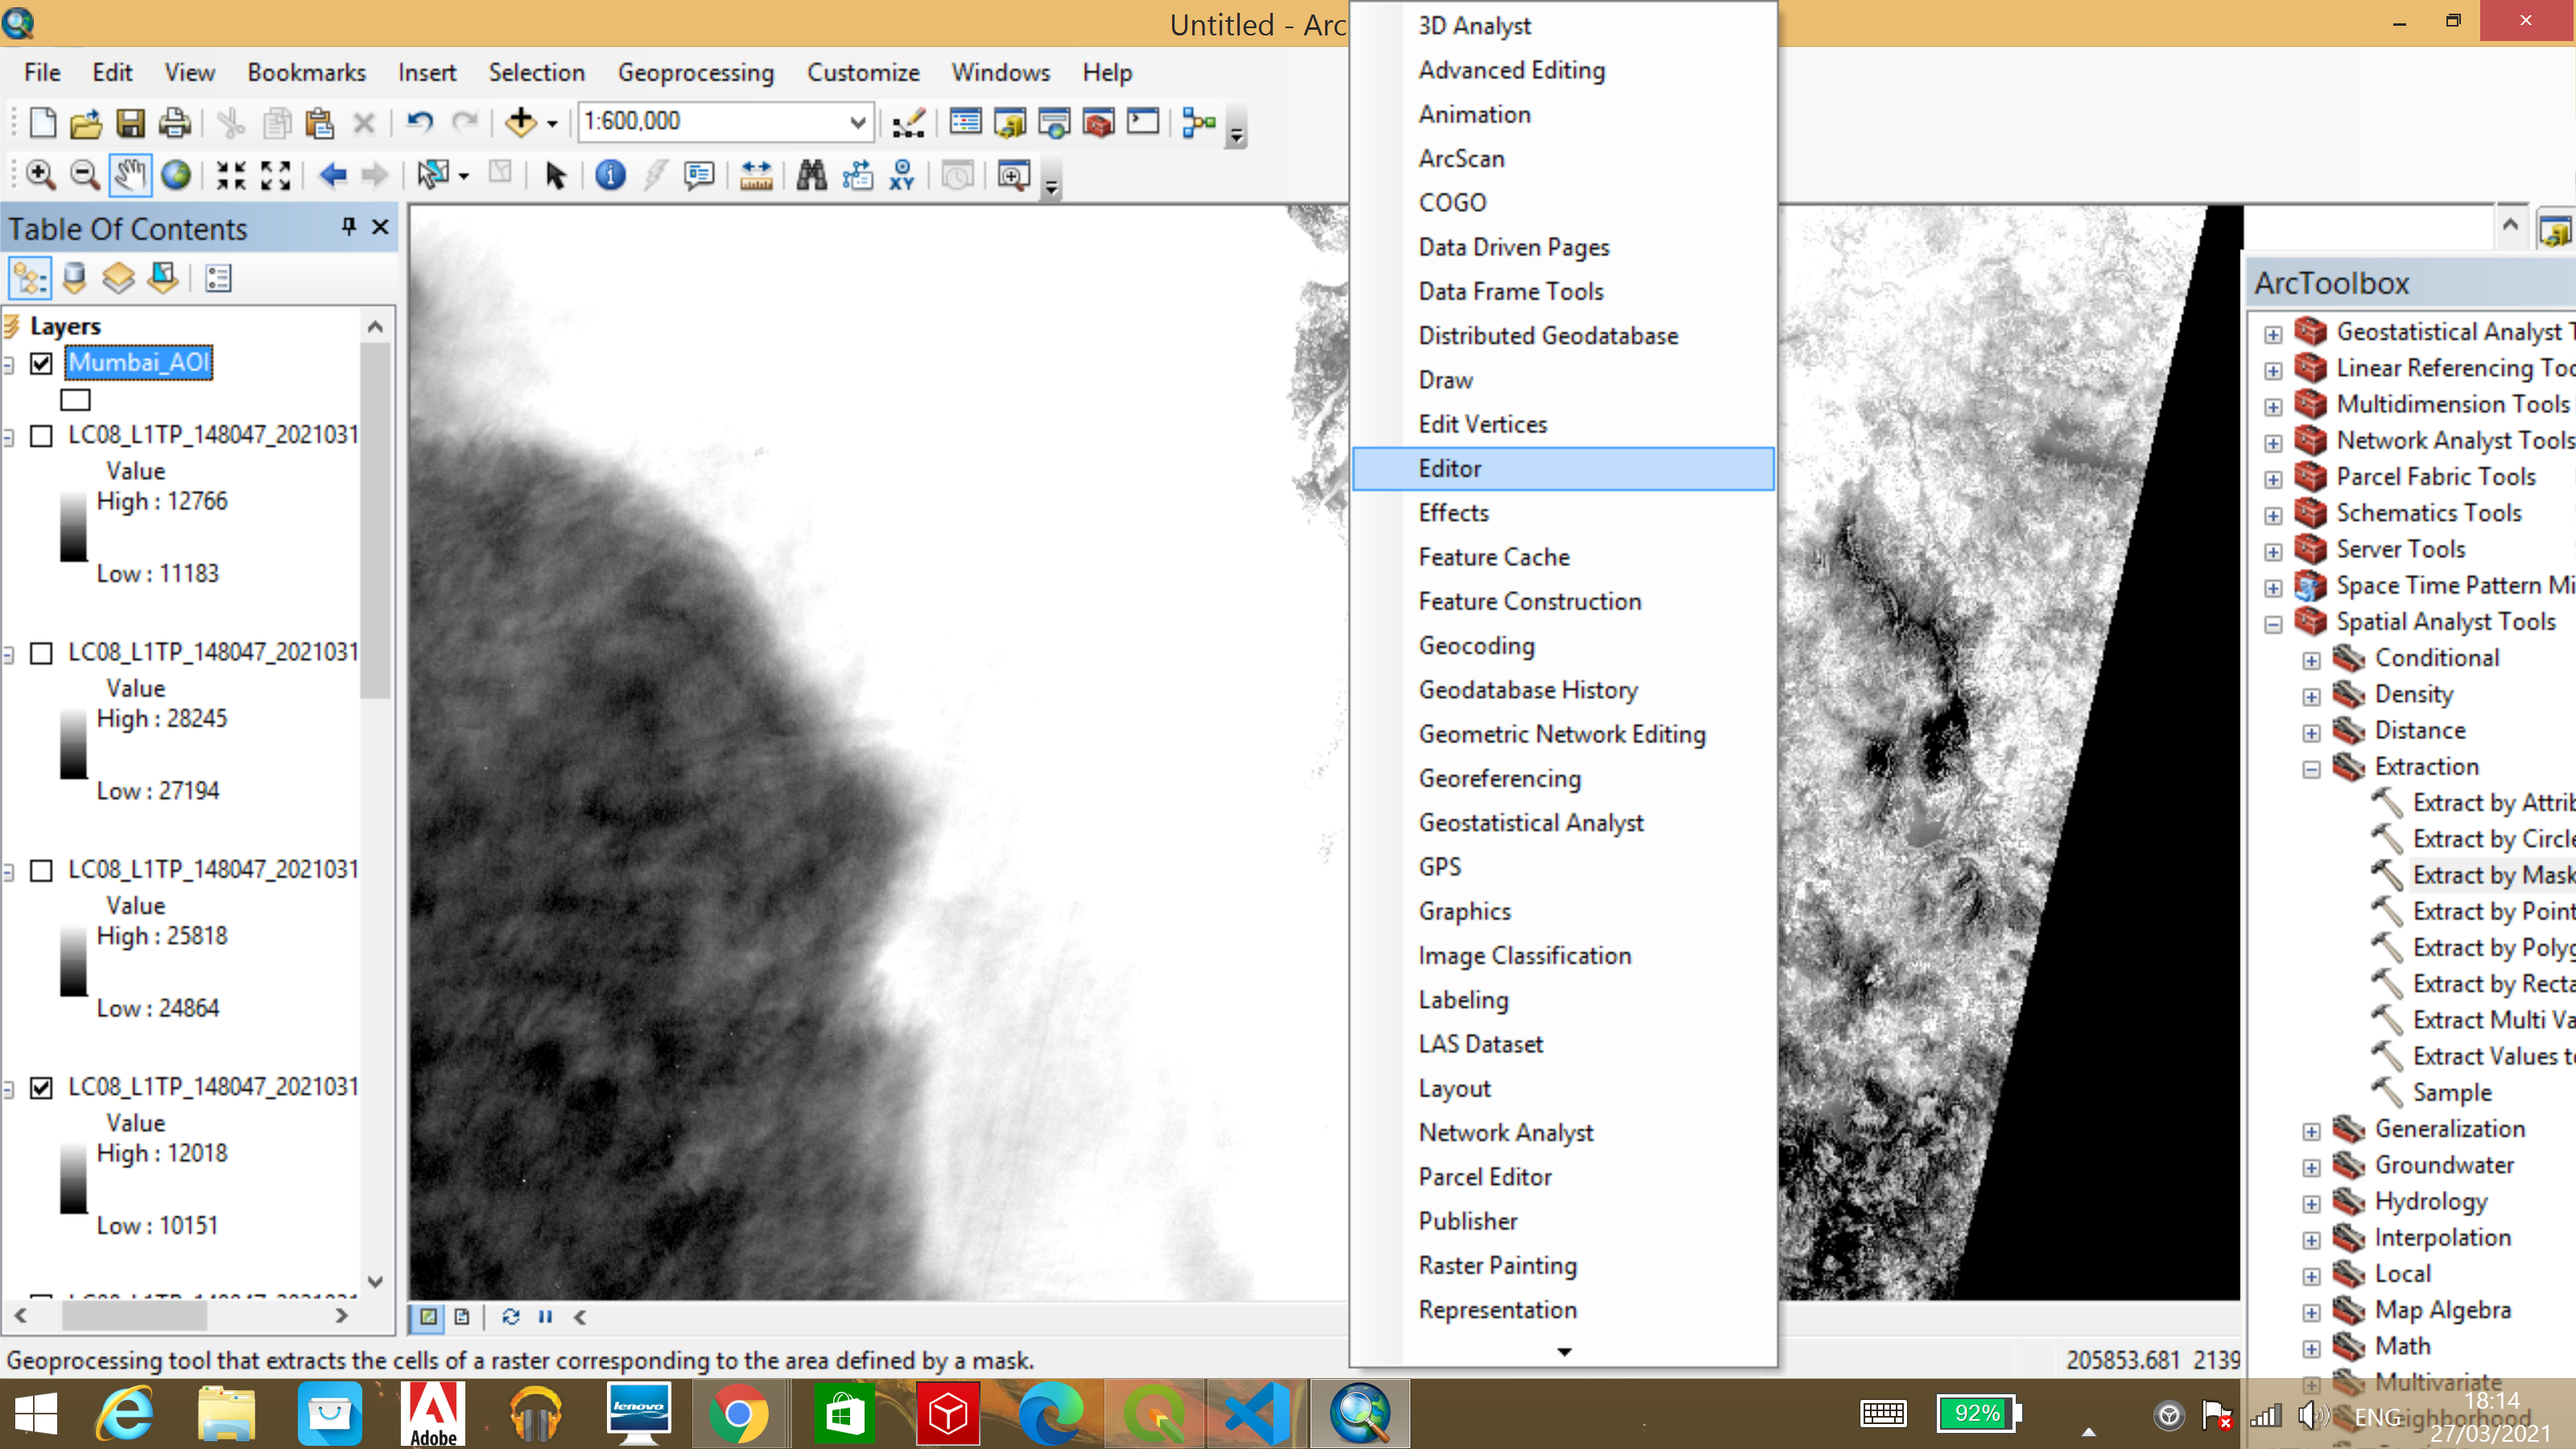 Untitled - Arc
File Edit View Bookmarks Insert Selection Geoprocessing Customize Windows Help
1:600,000
XY
Table Of Contents
Layers
Mumbai_AOI
LC08_L1TP_148047_2021031
Value
High : 12766
Low : 11183
LC08_L1TP_148047_2021031
Value
High : 28245
Low : 27194
LC08_L1TP_148047_2021031
Value
High : 25818
Low : 24864
LC08_L1TP_148047_2021031
Value
High : 12018
Low : 10151
3D Analyst
Advanced Editing
Animation
ArcScan
COGO
Data Driven Pages
Data Frame Tools
Distributed Geodatabase
Draw
Edit Vertices
Editor
Effects
Feature Cache
Feature Construction
Geocoding
Geodatabase History
Geometric Network Editing
Georeferencing
Geostatistical Analyst
GPS
Graphics
Image Classification
Labeling
LAS Dataset
Layout
Network Analyst
Parcel Editor
Publisher
Raster Painting
Representation
ArcToolbox
Geostatistical Analyst T
Linear Referencing Too
Multidimension Tools
Network Analyst Tools
Parcel Fabric Tools
Schematics Tools
Server Tools
Space Time Pattern Mi
Spatial Analyst Tools
Conditional
Density
Distance
Extraction
Extract by Attrib
Extract by Circle
Extract by Mask
Extract by Point
Extract by Polyg
Extract by Recta
Extract Multi Va
Extract Values to
Sample
Generalization
Groundwater
Hydrology
Interpolation
Local
Map Algebra
Math
Multivariate
Neighborhood
Geoprocessing tool that extracts the cells of a raster corresponding to the area defined by a mask.
205853.681 2139
Adobe
lenovo
92%
ENG
18:14
27/03/2021